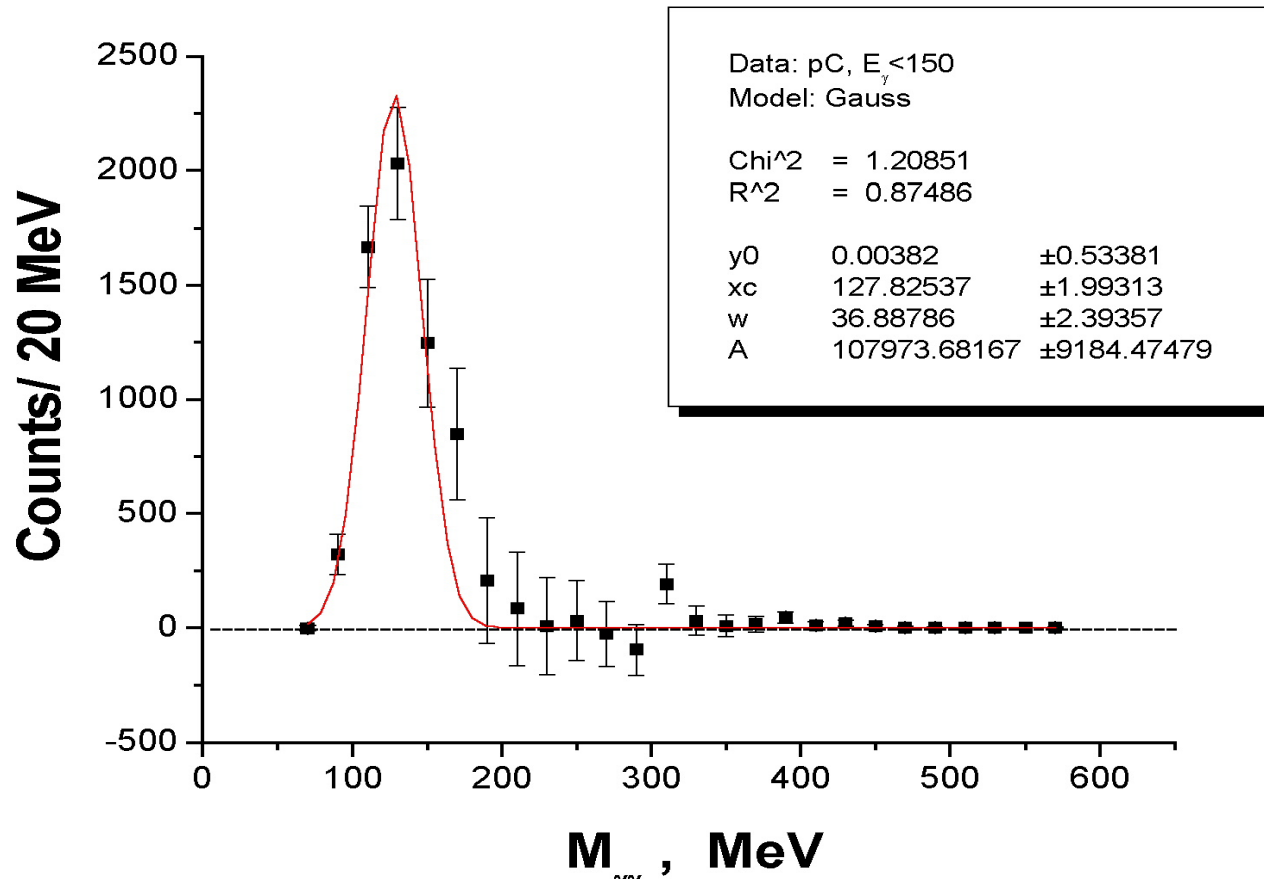 2500
2000
1500
1000
500
0
-500
0
100
200
300
400
500
600
Counts/ 20 MeV
M γγ , MeV
Data: pC, Eγ<150
Model: Gauss
Chi^2 = 1.20851
R^2 = 0.87486
y0 0.00382 ±0.53381
xc 127.82537 ±1.99313
w 36.88786 ±2.39357
A 107973.68167 ±9184.47479